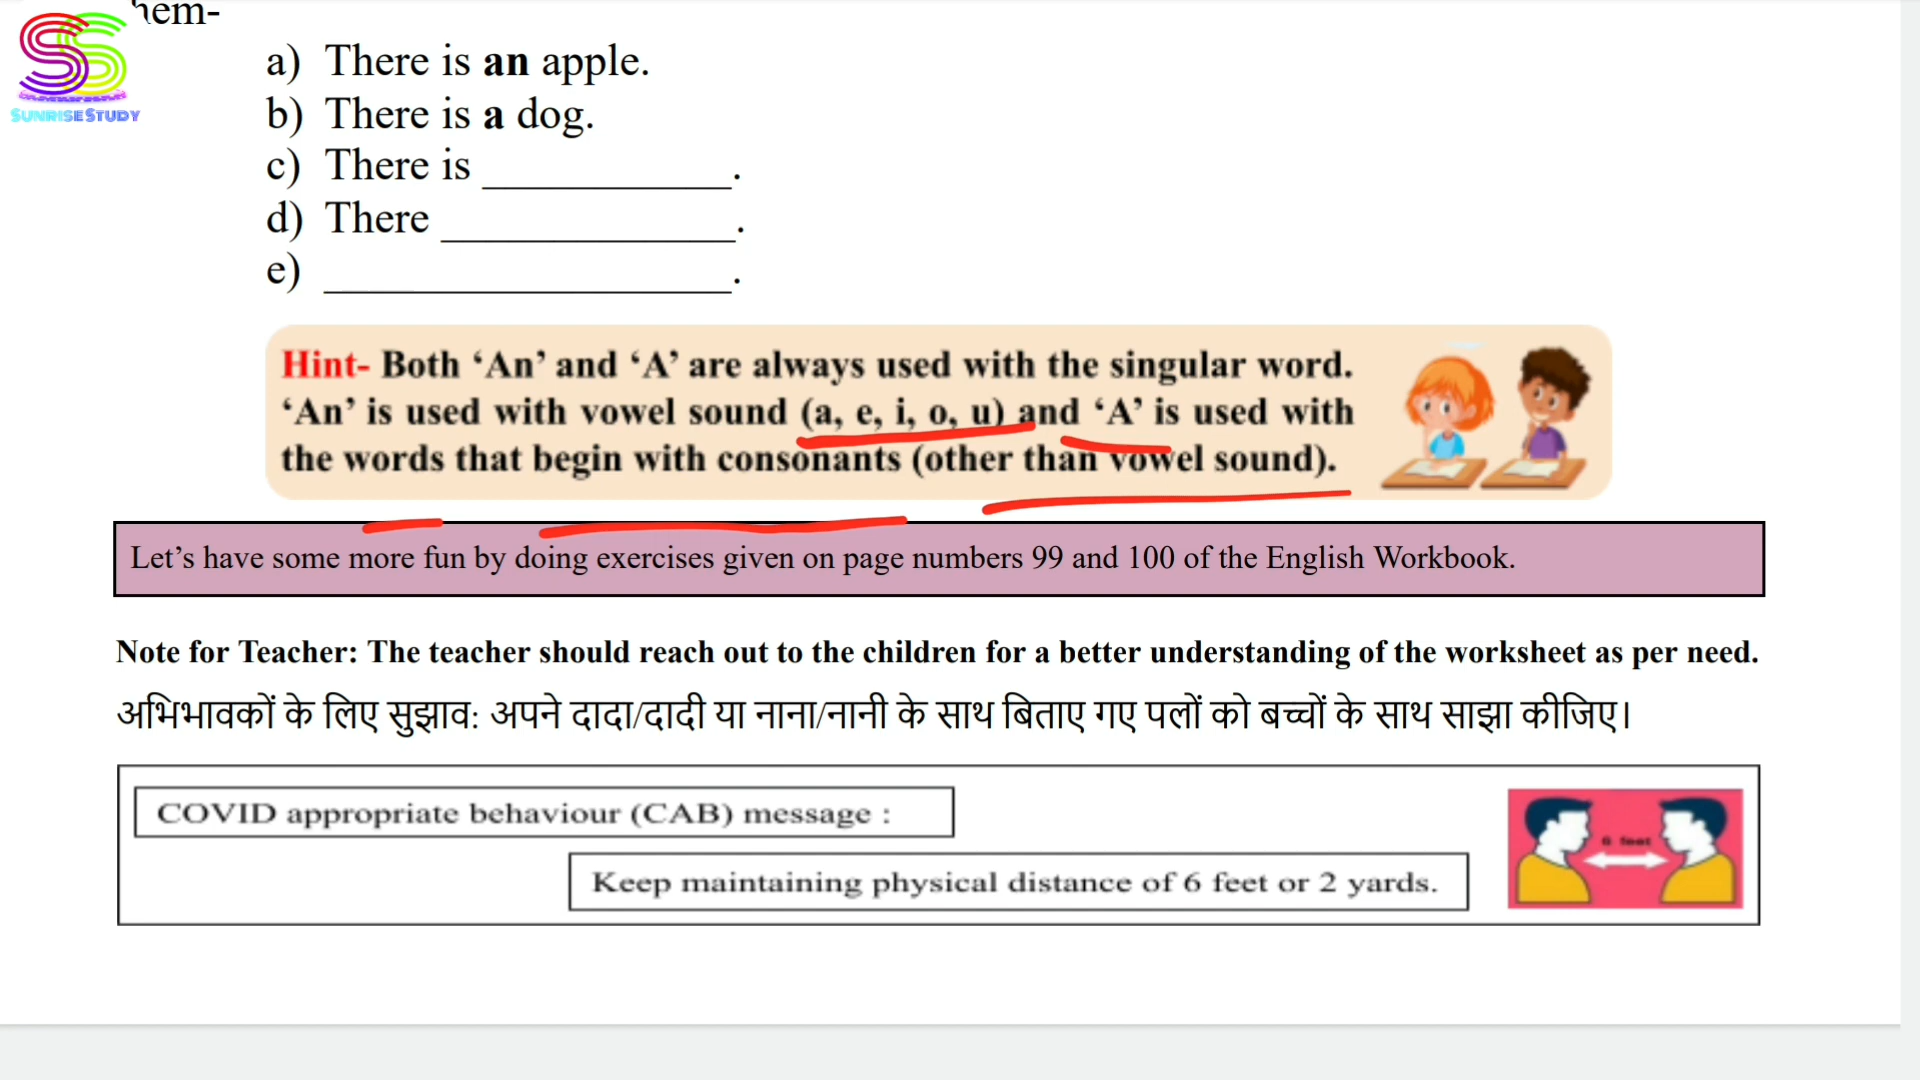 hem-
SUNRISESTUDY
a) There is an apple.
b) There is a dog.
c) There is ____________.
d) There ______________.
e) ____________________.
Hint- Both ‘An’ and ‘A’ are always used with the singular word.
‘An’ is used with vowel sound (a, e, i, o, u) and ‘A’ is used with
the words that begin with consonants (other than vowel sound).
Let’s have some more fun by doing exercises given on page numbers 99 and 100 of the English Workbook.
Note for Teacher: The teacher should reach out to the children for a better understanding of the worksheet as per need.
अभिभावकों के लिए सुझाव: अपने दादा/दादी या नाना/नानी के साथ बिताए गए पलों को बच्चों के साथ साझा कीजिए।
COVID appropriate behaviour (CAB) message :
Keep maintaining physical distance of 6 feet or 2 yards.
6 feet